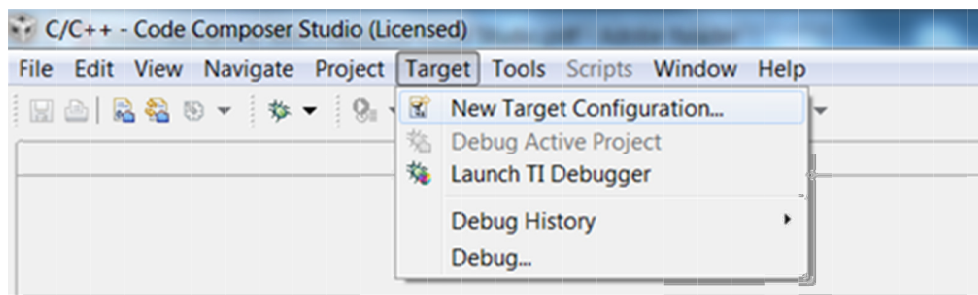 C/C++ - Code Composer Studio (Licensed)
File Edit View Navigate Project Target Tools Scripts Window Help
New Target Configuration...
Debug Active Project
Launch TI Debugger
Debug History
Debug...